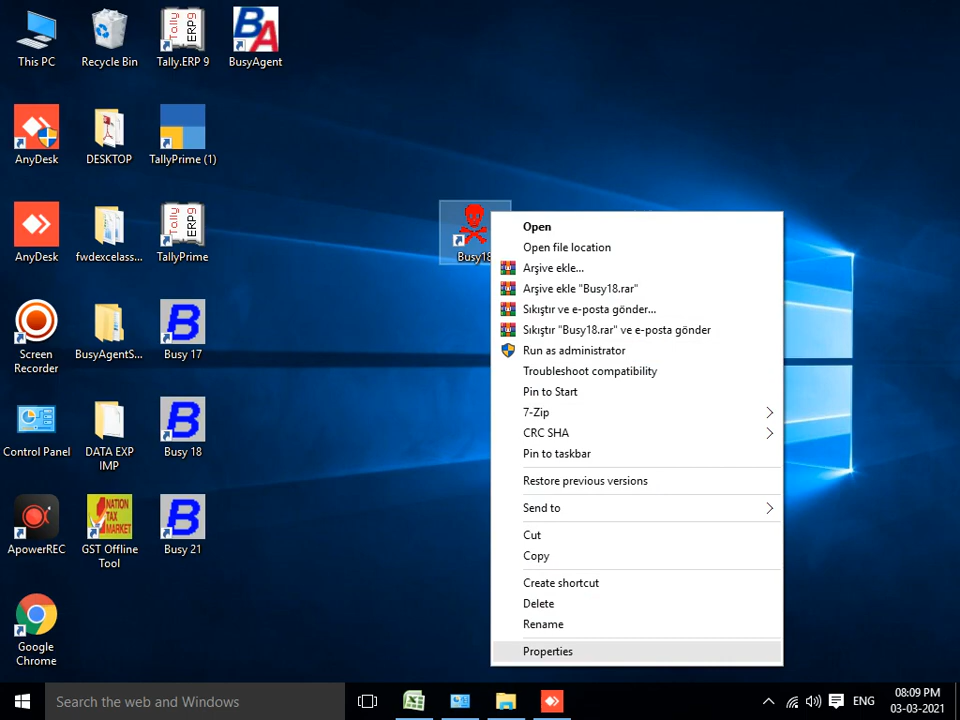 This PC
Recycle Bin
Tally.ERP 9
BusyAgent
AnyDesk
DESKTOP
TallyPrime (1)
AnyDesk
fwdexcelass...
TallyPrime
Screen
Recorder
BusyAgentS...
Busy 17
Control Panel
DATA EXP
IMP
Busy 18
ApowerREC
NATION
TAX
MARKET
GST Offline
Tool
Busy 21
Google
Chrome
Busy18
Open
Open file location
Arşive ekle...
Arşive ekle "Busy18.rar"
Sıkıştır ve e-posta gönder...
Sıkıştır "Busy18.rar" ve e-posta gönder
Run as administrator
Troubleshoot compatibility
Pin to Start
7-Zip
CRC SHA
Pin to taskbar
Restore previous versions
Send to
Cut
Copy
Create shortcut
Delete
Rename
Properties
Search the web and Windows
ENG
08:09 PM
03-03-2021